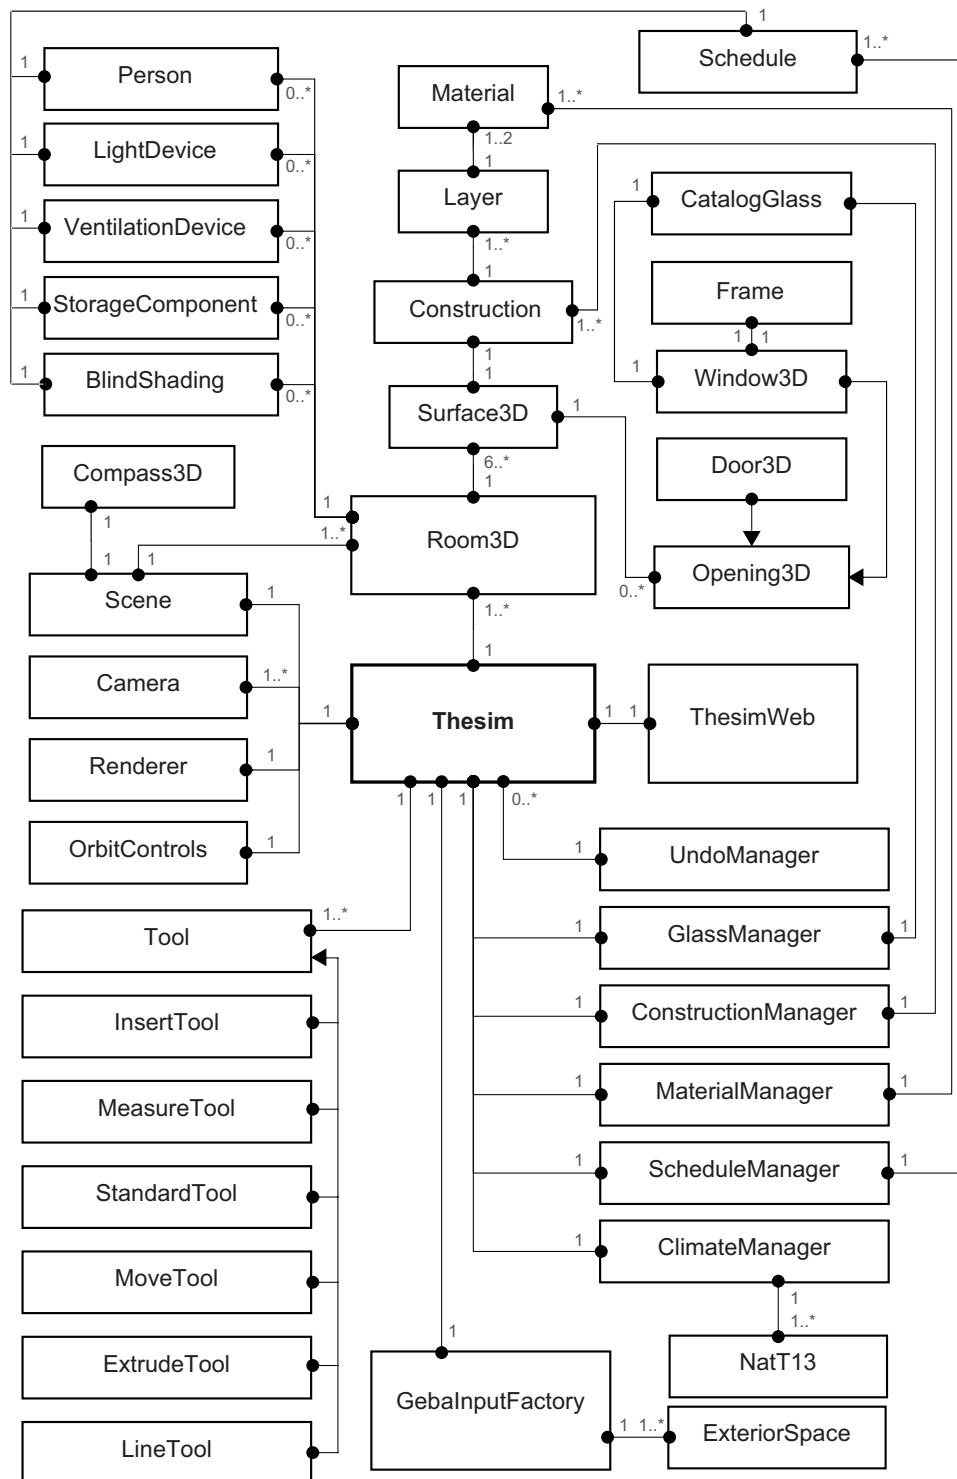 1
Schedule
1..*
1
Person
0..*
Material
1..*
1..2
1
LightDevice
0..*
1
Layer
1..*
1
CatalogGlass
1
VentilationDevice
0..*
1
Construction
1..*
1
Frame
1
1
StorageComponent
0..*
1
1
Window3D
1
BlindShading
0..*
Surface3D
1
6..*
1
Compass3D
1
Door3D
1
Room3D
1..*
1..*
1
1
Opening3D
0..*
Scene
1
Camera
1..*
1
1
Thesim
1
1
ThesimWeb
Renderer
1
1
1
1
0..*
OrbitControls
1
1
UndoManager
Tool
1..*
1
GlassManager
1
InsertTool
1
ConstructionManager
1
MeasureTool
1
MaterialManager
1
StandardTool
1
ScheduleManager
1
MoveTool
1
ClimateManager
1
1..*
ExtrudeTool
1
GebaInputFactory
NatT13
LineTool
1
1..*
ExteriorSpace